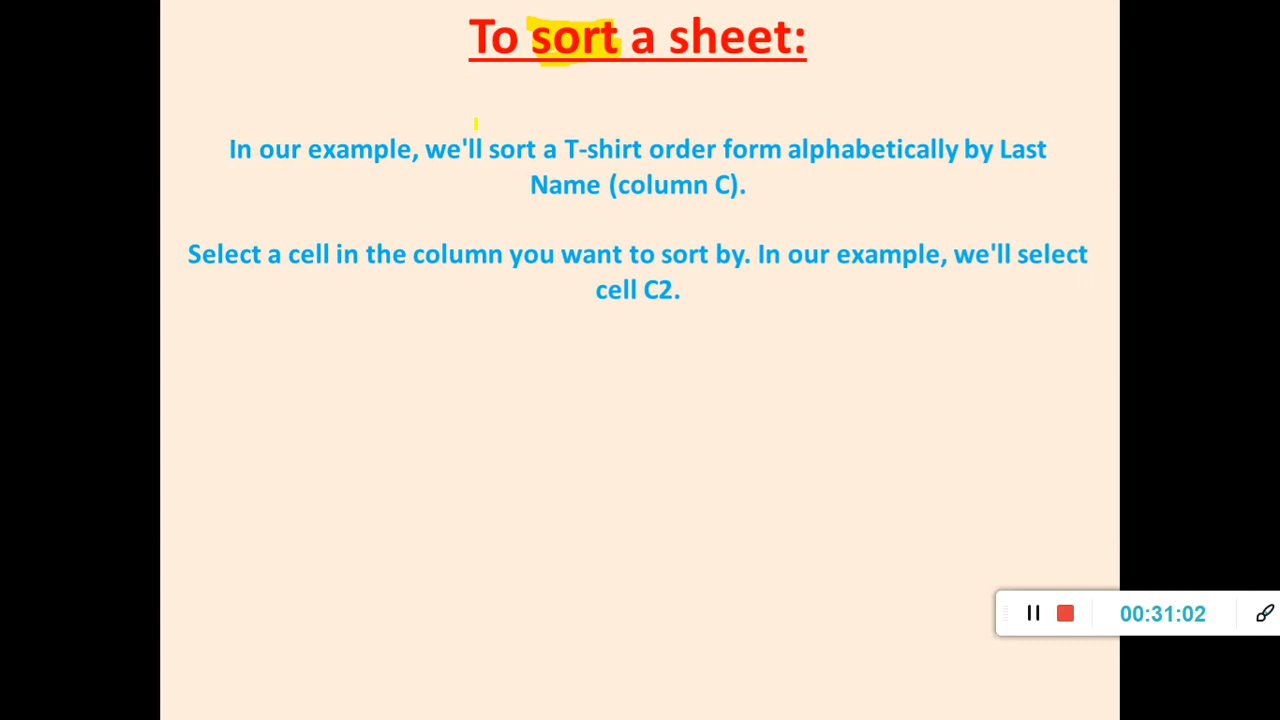 To sort a sheet:
In our example, we'll sort a T-shirt order form alphabetically by Last
Name (column C).
Select a cell in the column you want to sort by. In our example, we'll select
cell C2.
00:31:02